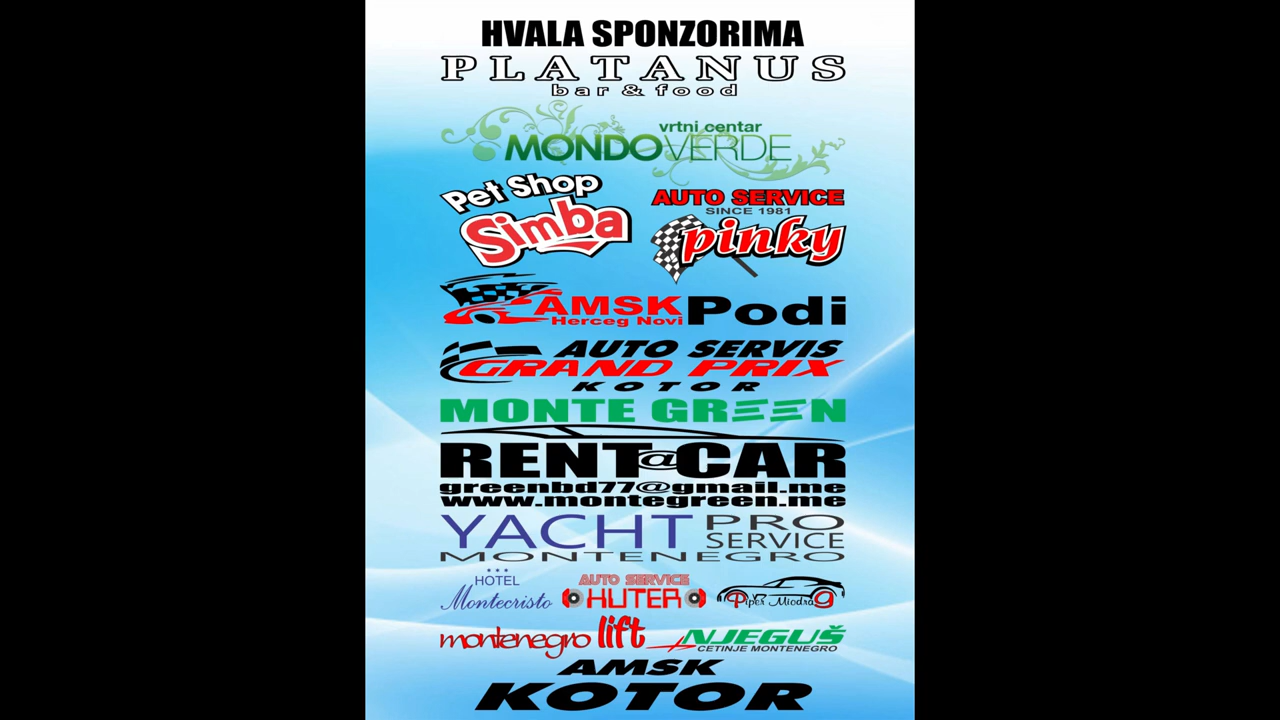 HVALA SPONZORIMA
PLATANUS
bar & food
vrtni centar
MONDOVERDE
Pet Shop
Simba
AUTO SERVICE
SINCE 1981
pinky
AMSK
Herceg Novi
Podi
AUTO SERVIS
GRAND PRIX
KOTOR
MONTE GREEN
RENT@CAR
greenbd77@gmail.me
www.montegreen.me
YACHT PRO
SERVICE
MONTENEGRO
HOTEL
Montecristo
AUTO SERVICE
HUTER
Piper Miodrag
montenegro lift
NJEGUŠ
CETINJE MONTENEGRO
AMSK
KOTOR